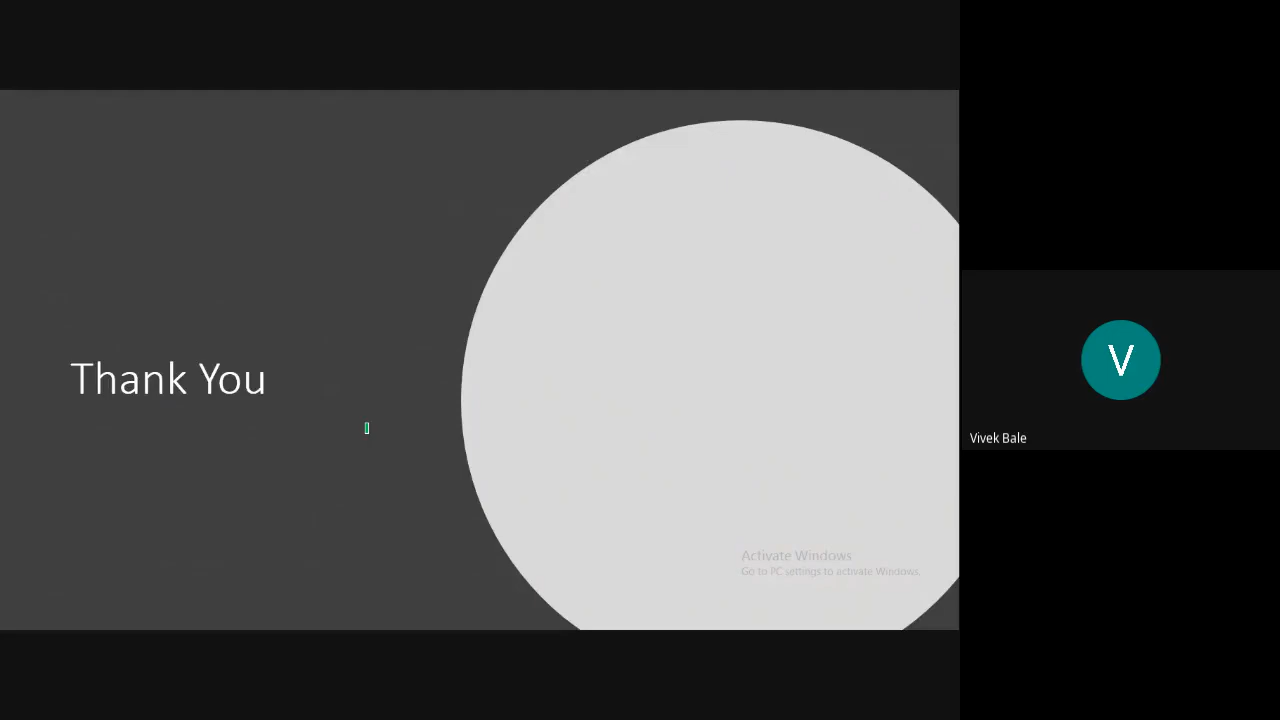 Thank You
Activate Windows
Go to PC settings to activate Windows.
V
Vivek Bale